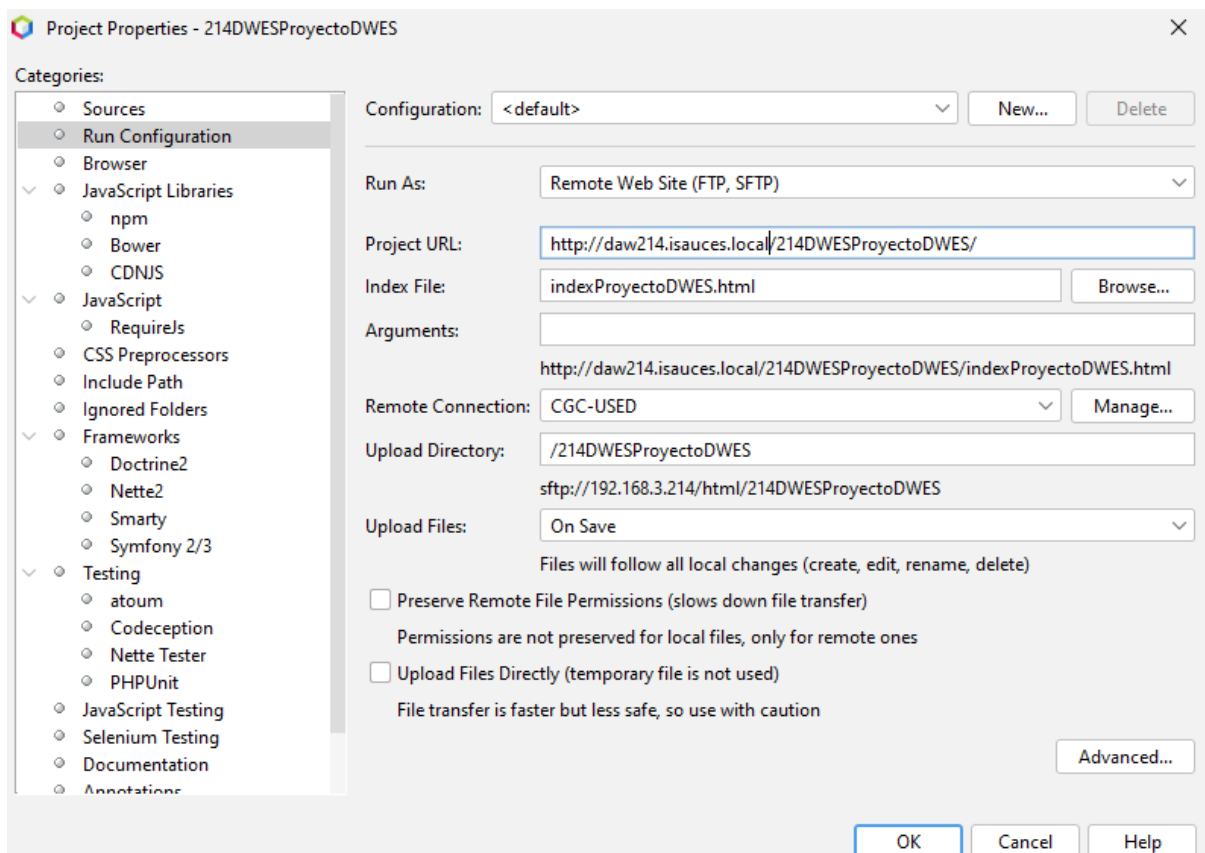 Project Properties - 214DWESProyectoDWES
Categories:
Sources
Run Configuration
Browser
JavaScript Libraries
npm
Bower
CDNJS
JavaScript
RequireJs
CSS Preprocessors
Include Path
Ignored Folders
Frameworks
Doctrine2
Nette2
Smarty
Symfony 2/3
Testing
atoum
Codeception
Nette Tester
PHPUnit
JavaScript Testing
Selenium Testing
Documentation
Annotations
Configuration: <default> New... Delete
Run As: Remote Web Site (FTP, SFTP)
Project URL: http://daw214.isauces.local/214DWESProyectoDWES/
Index File: indexProyectoDWES.html Browse...
Arguments:
http://daw214.isauces.local/214DWESProyectoDWES/indexProyectoDWES.html
Remote Connection: CGC-USED Manage...
Upload Directory: /214DWESProyectoDWES
sftp://192.168.3.214/html/214DWESProyectoDWES
Upload Files: On Save
Files will follow all local changes (create, edit, rename, delete)
Preserve Remote File Permissions (slows down file transfer)
Permissions are not preserved for local files, only for remote ones
Upload Files Directly (temporary file is not used)
File transfer is faster but less safe, so use with caution
Advanced...
OK Cancel Help